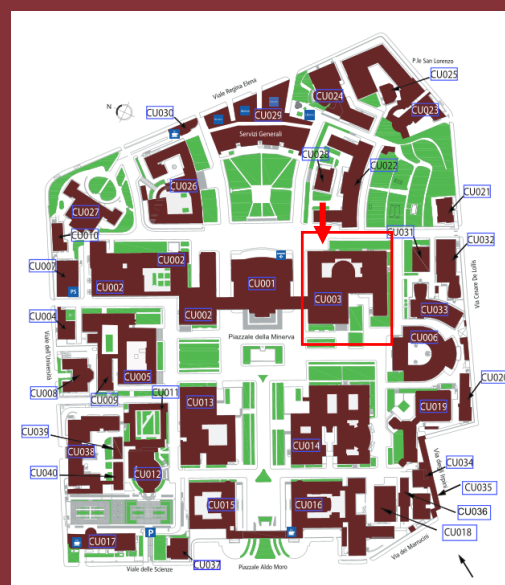 P.le San Lorenzo
CU025
Viale Regina Elena
CU024
CU023
CU030
CU029
Servizi Generali
N
CU028
CU022
CU026
CU021
CU027
CU010
CU031
CU032
CU002
CU007
CU002
CU001
CU003
PS
Via Cesare De Lollis
CU033
CU004
CU002
Piazzale della Minerva
CU006
Viale dell'Università
CU005
CU008
CU009
CU011
CU020
CU013
CU019
CU039
CU038
CU014
CU034
CU040
CU012
CU035
CU036
CU015
CU016
CU018
P
CU017
CU037
Viale delle Scienze
Piazzale Aldo Moro
Via dei Marrucini